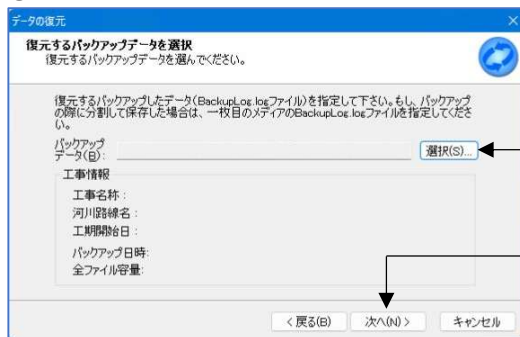 データの復元
復元するバックアップデータを選択
復元するバックアップデータを選んでください。
復元するバックアップしたデータ(BackupLog.logファイル)を指定して下さい。もし、バックアップ
の際に分割して保存した場合は、一枚目のメディアのBackupLog.logファイルを指定してくださ
い。
バックアップ
データ(B):
選択(S)...
工事情報
工事名称:
河川路線名:
工期開始日:
バックアップ日時:
全ファイル容量:
< 戻る(B)
次へ(N) >
キャンセル